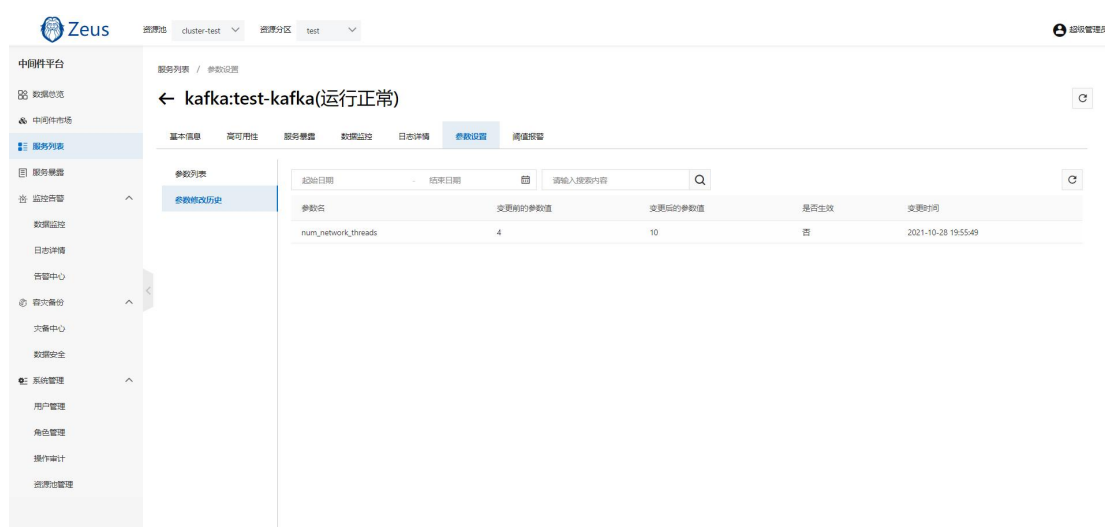 Zeus
资源池 cluster-test 资源分区 test
超级管理员
中间件平台
数据总览
中间件市场
服务列表
服务暴露
监控告警
数据监控
日志详情
告警中心
容灾备份
灾备中心
数据安全
系统管理
用户管理
角色管理
操作审计
资源池管理
服务列表 / 参数设置
← kafka:test-kafka(运行正常)
基本信息 高可用性 服务暴露 数据监控 日志详情 参数设置 阈值报警
参数列表
参数修改历史
起始日期 - 结束日期 请输入搜索内容
参数名 变更前的参数值 变更后的参数值 是否生效 变更时间
num_network_threads 4 10 否 2021-10-28 19:55:49